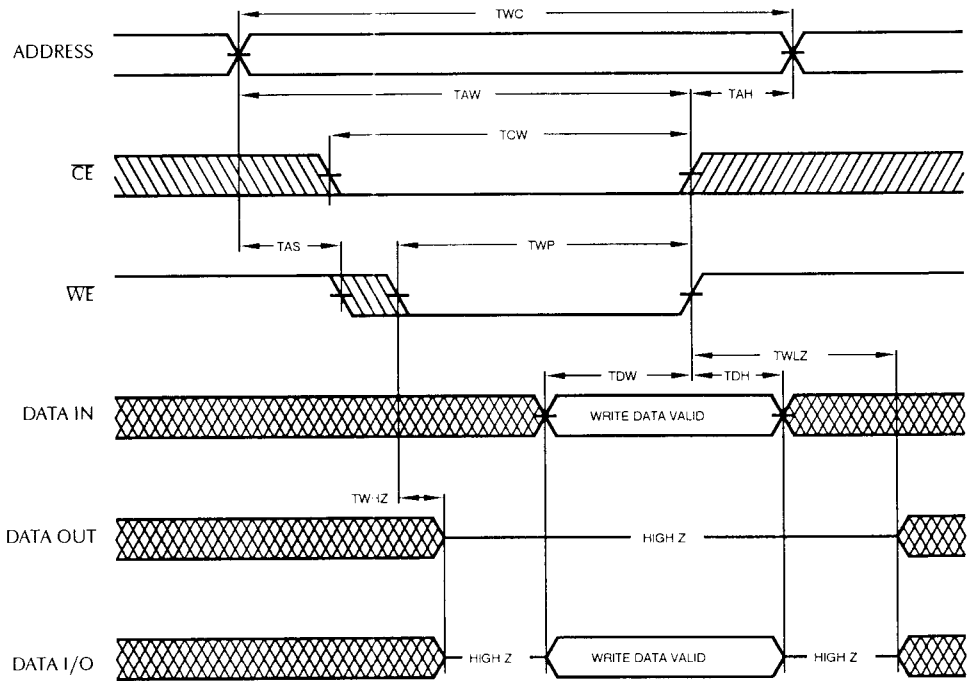 TWC
ADDRESS
TAW
TAH
TCW
CE
TAS
TWP
WE
TWLZ
TDW
TDH
DATA IN
WRITE DATA VALID
TWHZ
DATA OUT
HIGH Z
DATA I/O
HIGH Z
WRITE DATA VALID
HIGH Z